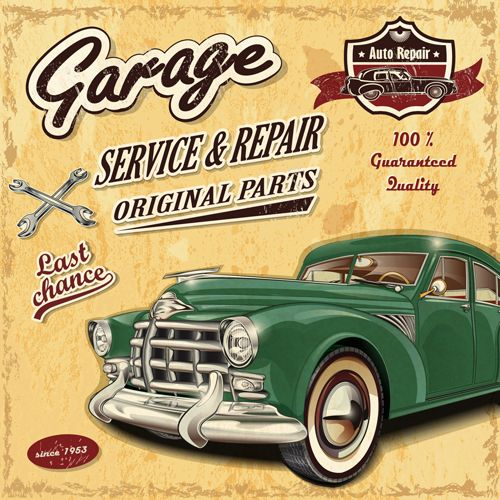 Garage
★ Auto Repair ★
SERVICE & REPAIR
ORIGINAL PARTS
100 %
Guaranteed
Quality
Last
chance
since 1953